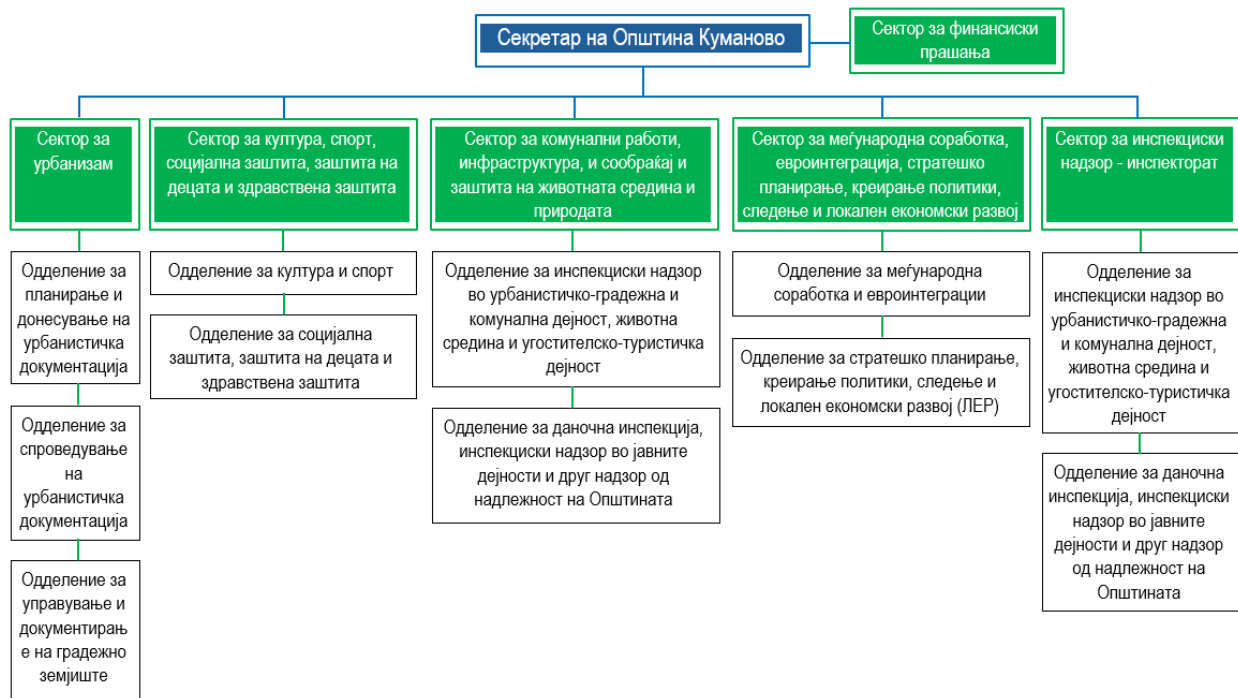 Секретар на Општина Куманово
Сектор за финансиски
прашања
Сектор за
урбанизам
Сектор за култура, спорт,
социјална заштита, заштита на
децата и здравствена заштита
Сектор за комунални работи,
инфраструктура, и сообраќај и
заштита на животната средина и
природата
Сектор за меѓународна соработка,
евроинтеграција, стратешко
планирање, креирање политики,
следење и локален економски развој
Сектор за инспекциски
надзор - инспекторат
Одделение за
планирање и
донесување на
урбанистичка
документација
Одделение за
спроведување
на
урбанистичка
документација
Одделение за
управување и
документирањ
е на градежно
земјиште
Одделение за култура и спорт
Одделение за социјална
заштита, заштита на децата и
здравствена заштита
Одделение за инспекциски надзор
во урбанистичко-градежна и
комунална дејност, животна
средина и угостителско-туристичка
дејност
Одделение за даночна инспекција,
инспекциски надзор во јавните
дејности и друг надзор од
надлежност на Општината
Одделение за меѓународна
соработка и евроинтеграции
Одделение за стратешко планирање,
креирање политики, следење и
локален економски развој (ЛЕР)
Одделение за
инспекциски надзор во
урбанистичко-градежна
и комунална дејност,
животна средина и
угостителско-туристичка
дејност
Одделение за даночна
инспекција, инспекциски
надзор во јавните
дејности и друг надзор
од надлежност на
Општината